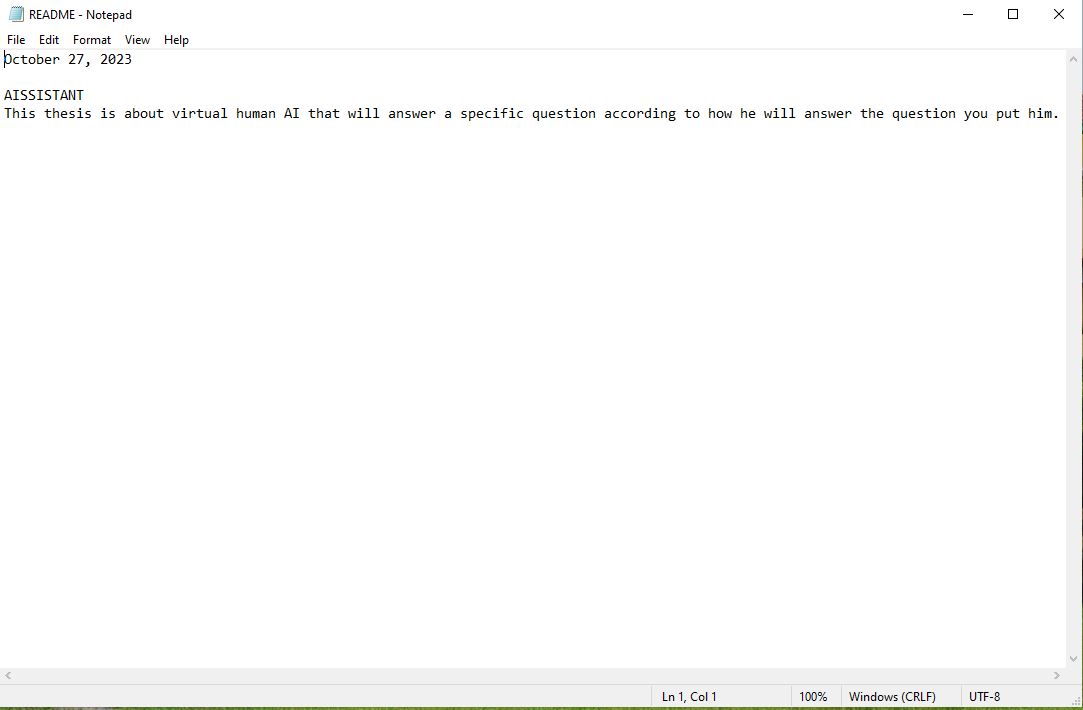 README - Notepad
File Edit Format View Help
October 27, 2023
AISSISTANT
This thesis is about virtual human AI that will answer a specific question according to how he will answer the question you put him.
Ln 1, Col 1 100% Windows (CRLF) UTF-8